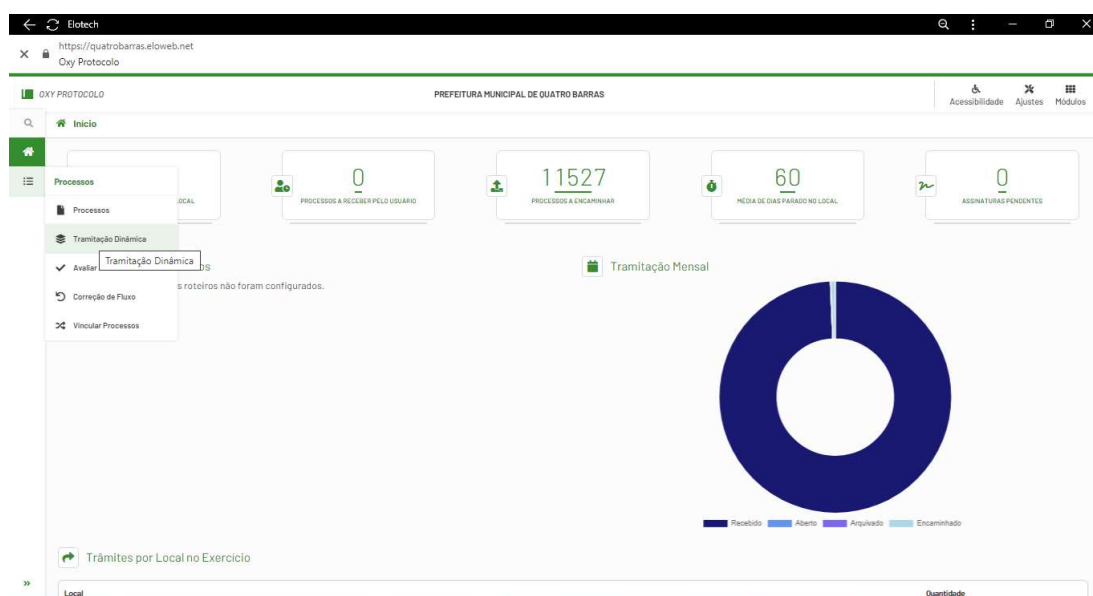 Elotech
https://quatrobarras.eloweb.net
Oxy Protocolo
OXY PROTOCOLO
PREFEITURA MUNICIPAL DE QUATRO BARRAS
Acessibilidade Ajustes Módulos
Início
0 11527 60 0
OCAL PROCESSOS A RECEBER PELO USUÁRIO PROCESSOS A ENCAMINHAR MÉDIA DE DIAS PARADO NO LOCAL ASSINATURAS PENDENTES
Processos
Processos
Tramitação Dinâmica
Avaliar
Tramitação Dinâmica
Correção de Fluxo
Vincular Processos
os
s roteiros não foram configurados.
Tramitação Mensal
Recebido Aberto Arquivado Encaminhado
Trâmites por Local no Exercício
Local Quantidade